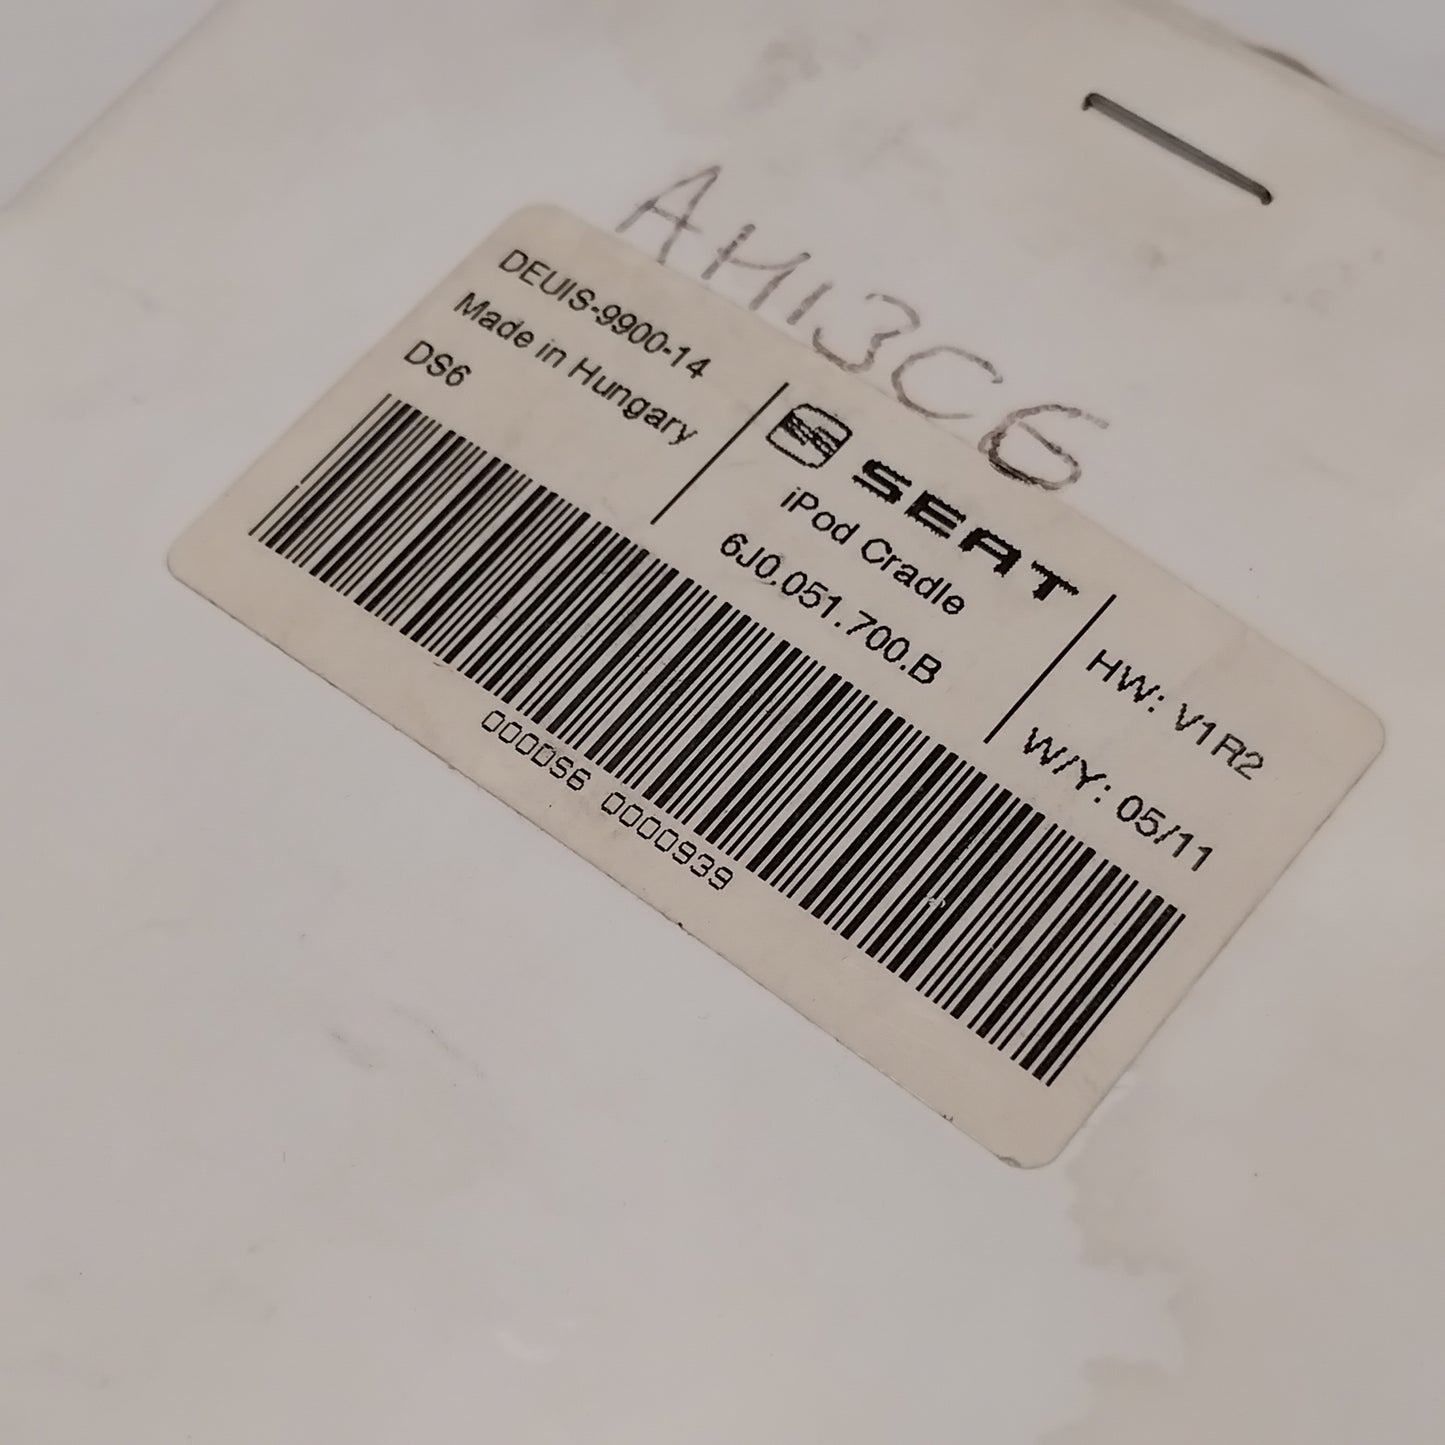 AH13C6
DEUIS-9900-14
Made in Hungary
DS6
SEAT
iPod Cradle
6J0.051.700.B
HW: V1R2
W/Y: 05/11
000DS6 0000939